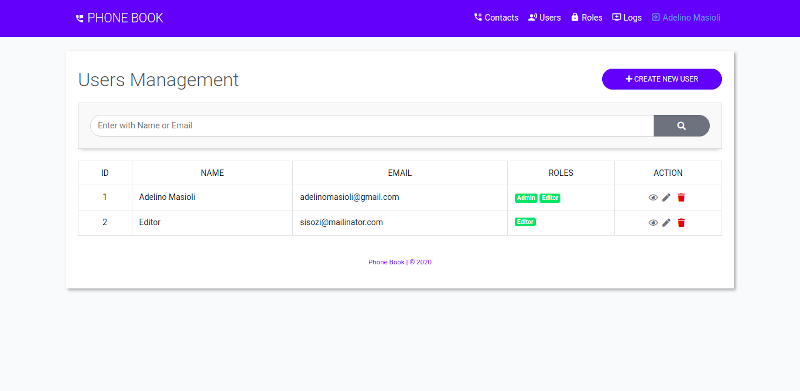 PHONE BOOK Contacts Users Roles Logs Adelino Masioli
Users Management CREATE NEW USER
Enter with Name or Email
ID NAME EMAIL ROLES ACTION
1 Adelino Masioli adelinomasioli@gmail.com Admin Editor
2 Editor sisozi@mailinator.com Editor
Phone Book | © 2020